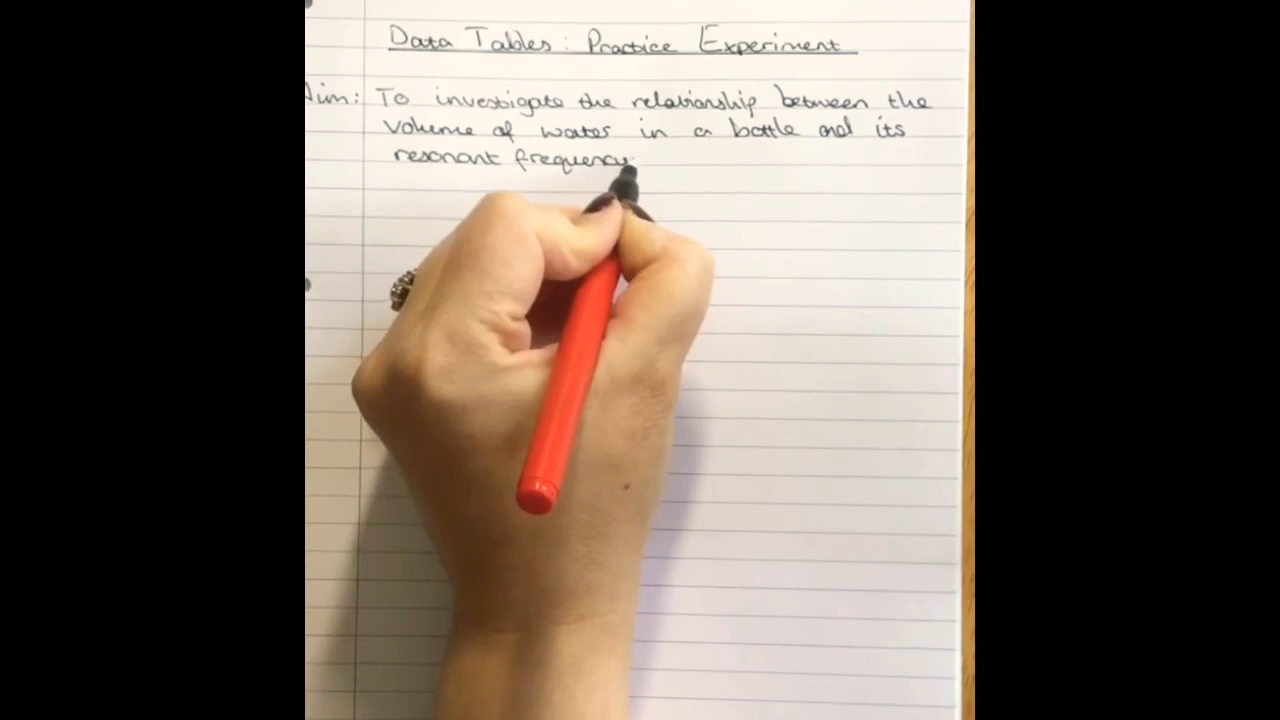 Data Tables: Practice Experiment
Aim: To investigate the relationship between the
volume of water in a bottle and its
resonant frequency